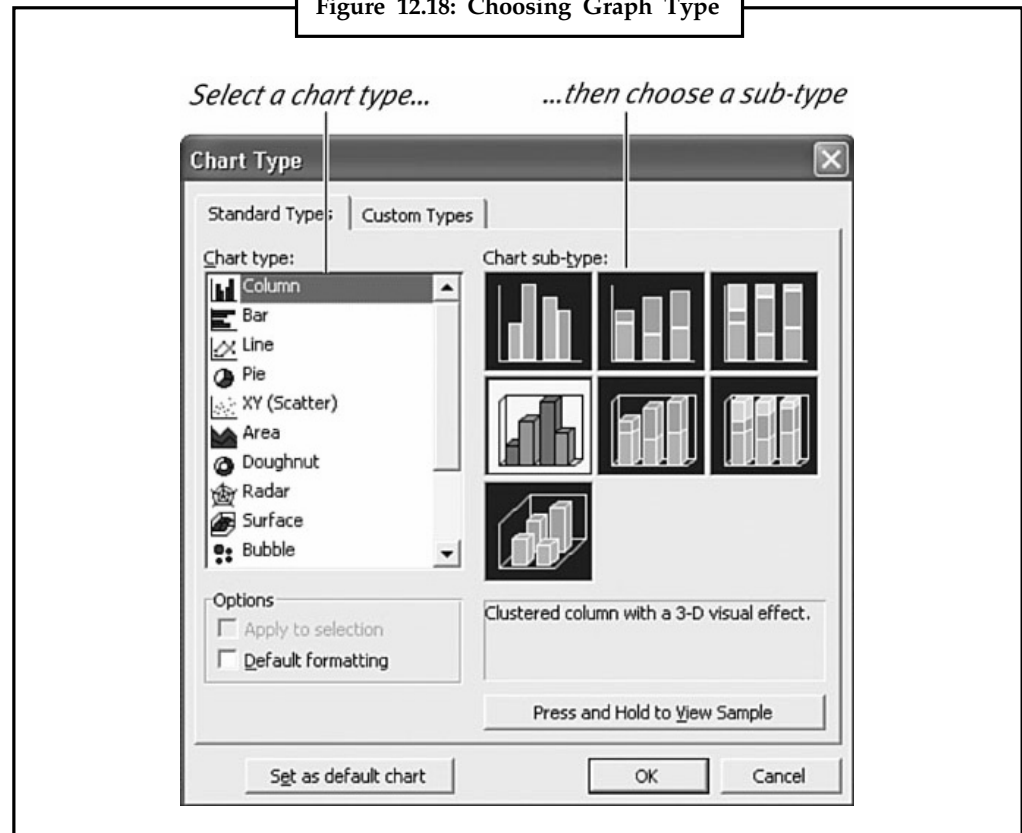 Figure 12.18: Choosing Graph Type
Select a chart type...
...then choose a sub-type
Chart Type
Standard Types
Custom Types
Chart type:
Chart sub-type:
Column
Bar
Line
Pie
XY (Scatter)
Area
Doughnut
Radar
Surface
Bubble
Options
Apply to selection
Default formatting
Clustered column with a 3-D visual effect.
Press and Hold to View Sample
Set as default chart
OK
Cancel